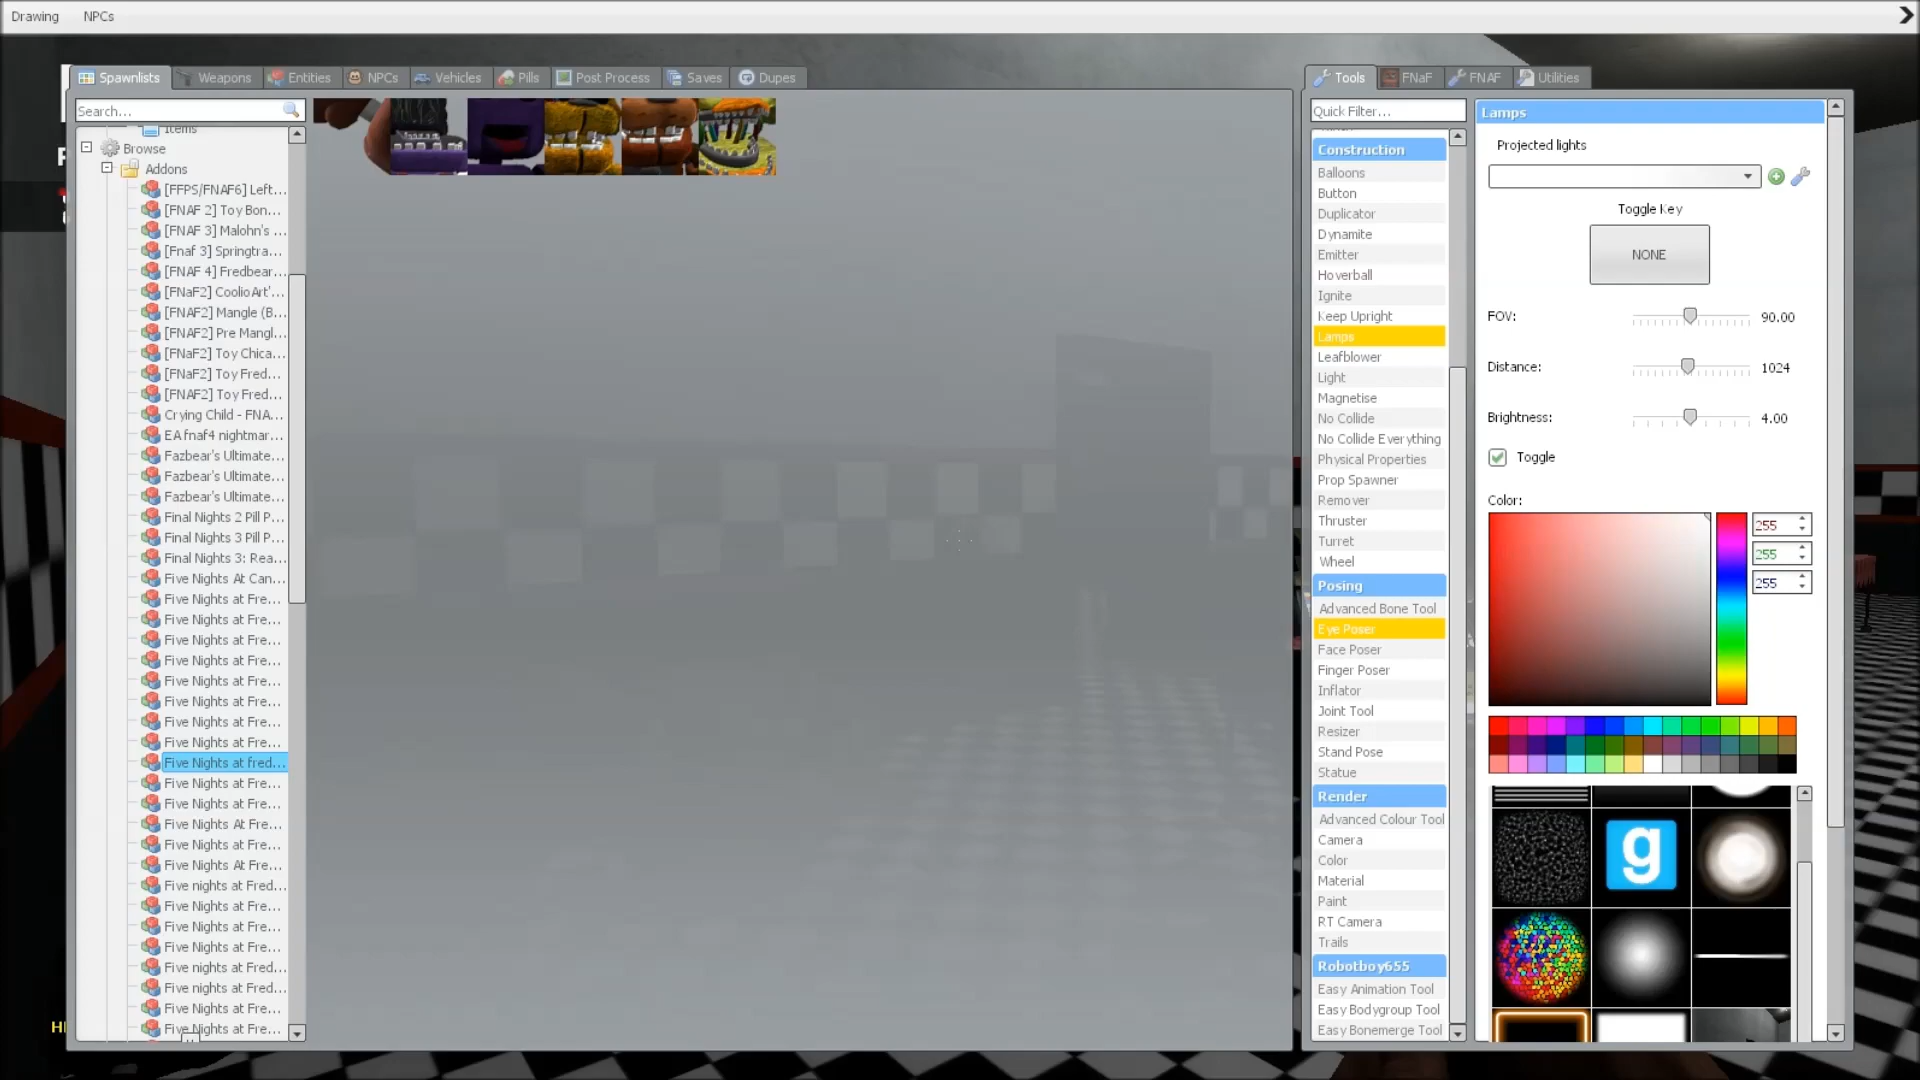 Drawing NPCs
Spawnlists Weapons Entities NPCs Vehicles Pills Post Process Saves Dupes
Search...
Items
Browse
Addons
[FFPS/FNAF6] Left...
[FNAF 2] Toy Bon...
[FNAF 3] Malohn's ...
[Fnaf 3] Springtra...
[FNAF 4] Fredbear...
[FNaF2] CoolioArt'...
[FNAF2] Mangle (B...
[FNAF2] Pre Mangl...
[FNaF2] Toy Chica...
[FNaF2] Toy Fred...
[FNAF2] Toy Fred...
Crying Child - FNA...
EA fnaf4 nightmar...
Fazbear's Ultimate...
Fazbear's Ultimate...
Fazbear's Ultimate...
Final Nights 2 Pill P...
Final Nights 3 Pill P...
Final Nights 3: Rea...
Five Nights At Can...
Five Nights at Fre...
Five Nights at Fre...
Five Nights at Fre...
Five Nights at Fre...
Five Nights at Fre...
Five Nights at Fre...
Five Nights at Fre...
Five Nights at Fre...
Five Nights at fred...
Five Nights at Fre...
Five Nights at Fre...
Five Nights At Fre...
Five Nights at Fre...
Five Nights At Fre...
Five nights at Fred...
Five Nights at Fre...
Five Nights at Fre...
Five Nights at Fre...
Five nights at Fred...
Five nights at Fred...
Five Nights at Fre...
Five Nights at Fre...
Tools FNaF FNAF Utilities
Quick Filter...
Construction
Balloons
Button
Duplicator
Dynamite
Emitter
Hoverball
Ignite
Keep Upright
Lamps
Leafblower
Light
Magnetise
No Collide
No Collide Everything
Physical Properties
Prop Spawner
Remover
Thruster
Turret
Wheel
Posing
Advanced Bone Tool
Eye Poser
Face Poser
Finger Poser
Inflator
Joint Tool
Resizer
Stand Pose
Statue
Render
Advanced Colour Tool
Camera
Color
Material
Paint
RT Camera
Trails
Robotboy655
Easy Animation Tool
Easy Bodygroup Tool
Easy Bonemerge Tool
Lamps
Projected lights
Toggle Key
NONE
FOV: 90.00
Distance: 1024
Brightness: 4.00
Toggle
Color:
255
255
255
g